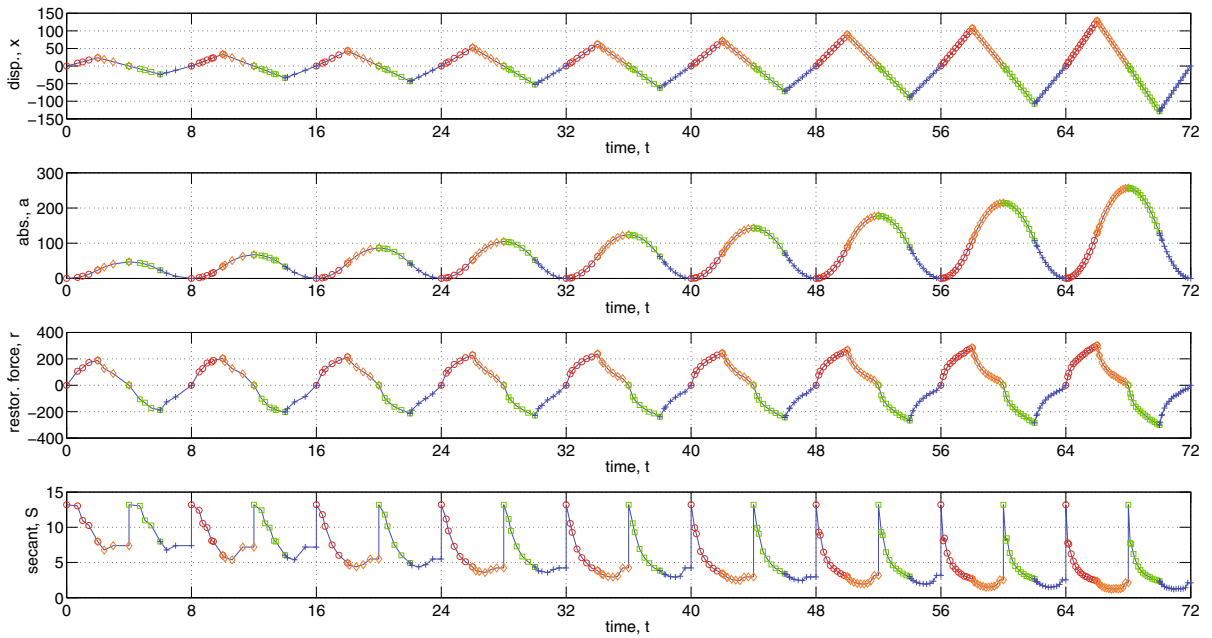 150
100
50
0
−50
−100
−150
disp., x
0 8 16 24 32 40 48 56 64 72
time, t
300
200
100
0
abs., a
0 8 16 24 32 40 48 56 64 72
time, t
400
200
0
−200
−400
restor. force, r
0 8 16 24 32 40 48 56 64 72
time, t
15
10
5
0
secant, S
0 8 16 24 32 40 48 56 64 72
time, t